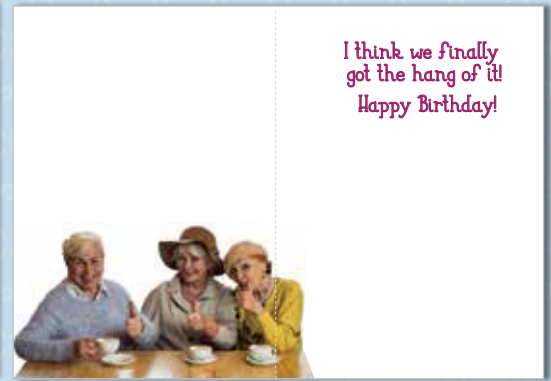 I think we finally
got the hang of it!
Happy Birthday!